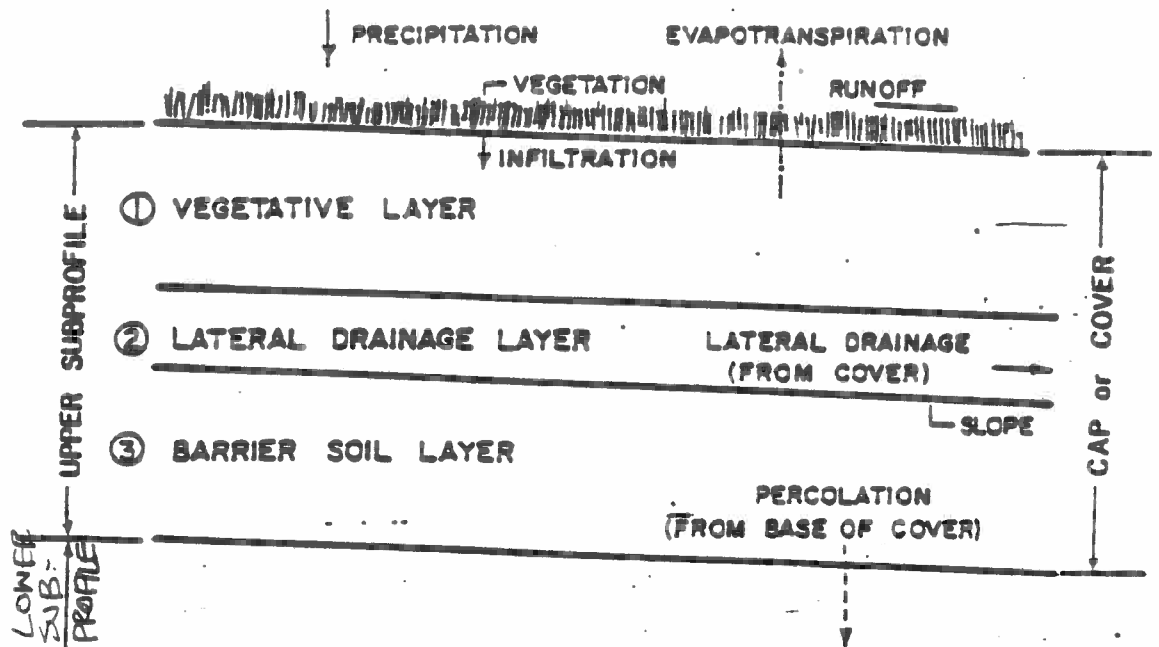 PRECIPITATION
EVAPOTRANSPIRATION
VEGETATION
RUNOFF
INFILTRATION
① VEGETATIVE LAYER
② LATERAL DRAINAGE LAYER
LATERAL DRAINAGE
(FROM COVER)
SLOPE
③ BARRIER SOIL LAYER
PERCOLATION
(FROM BASE OF COVER)
UPPER SUBPROFILE
CAP or COVER
LOWER
SUB-
PROFILE